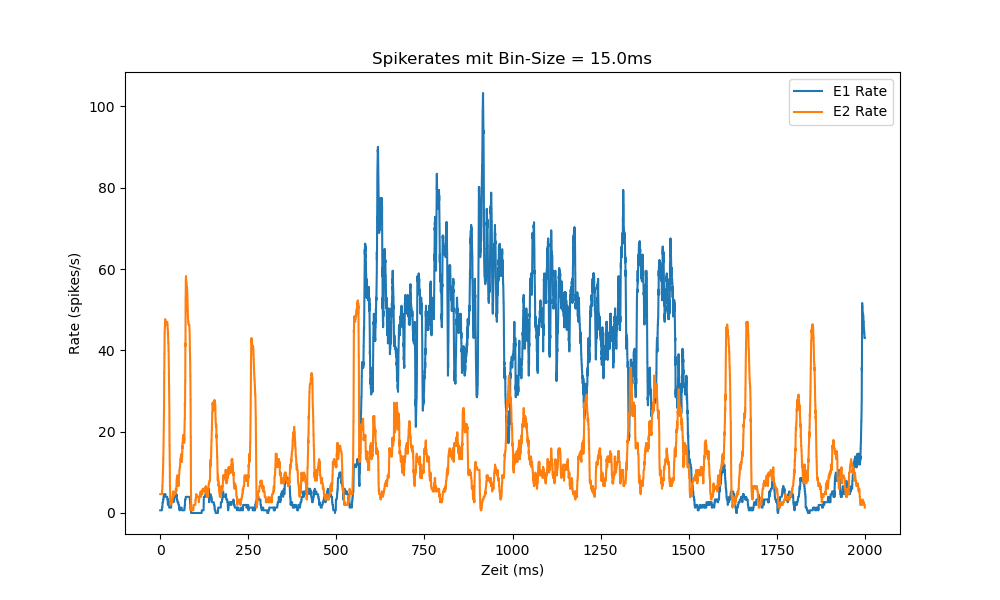 Spikerates mit Bin-Size = 15.0ms
E1 Rate
E2 Rate
Rate (spikes/s)
100
80
60
40
20
0
0 250 500 750 1000 1250 1500 1750 2000
Zeit (ms)